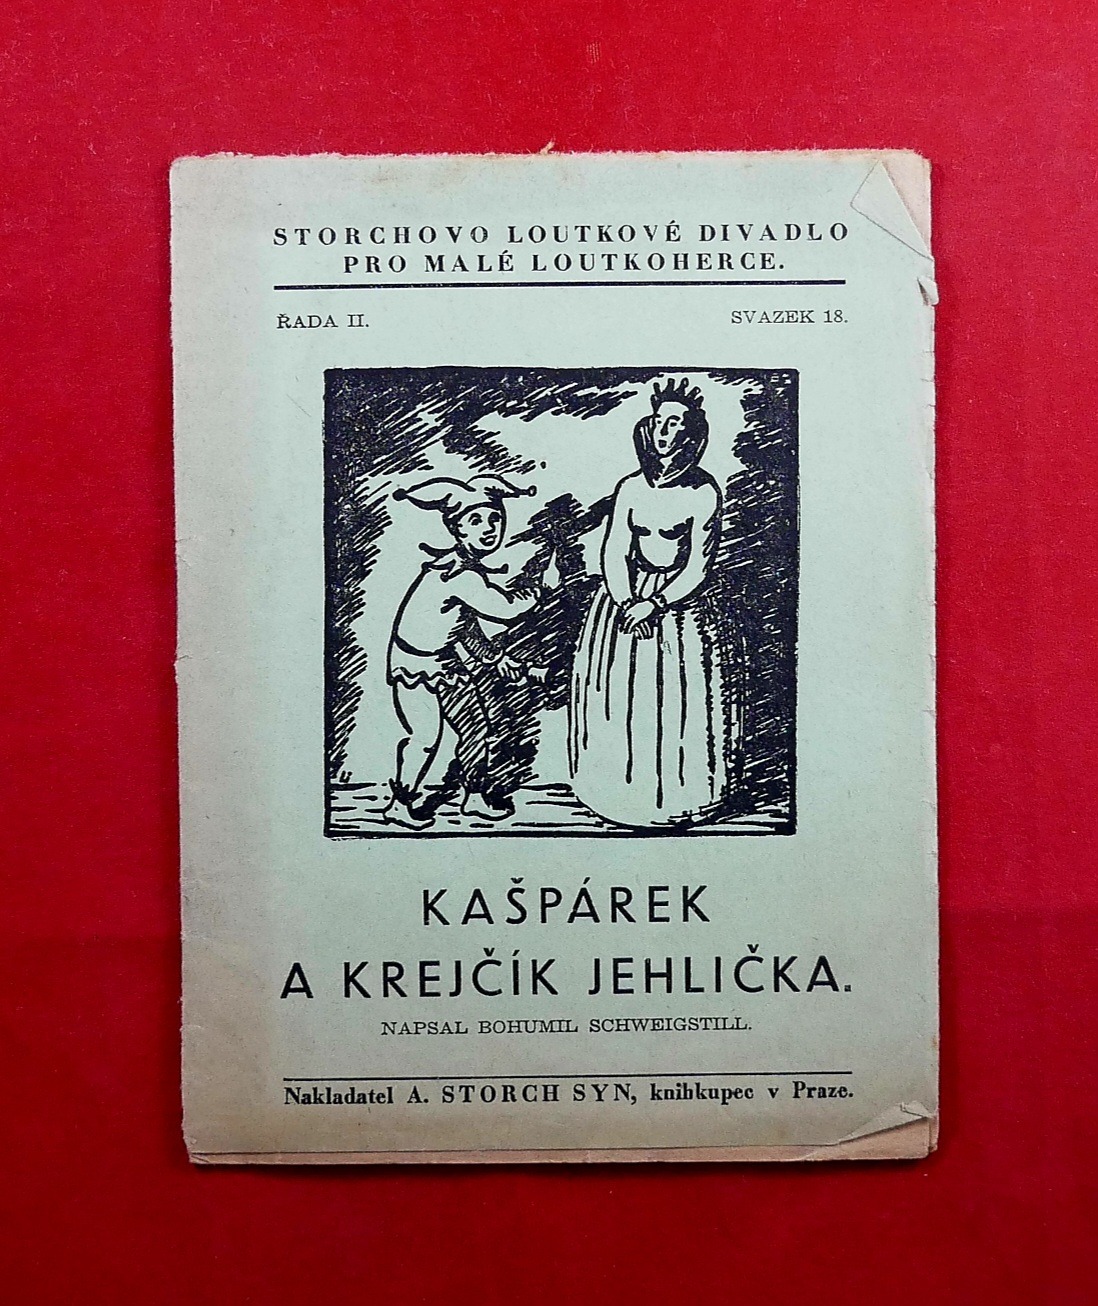 STORCHOVO LOUTKOVÉ DIVADLO
PRO MALÉ LOUTKOHERCE.
ŘADA II.
SVAZEK 18.
KAŠPÁREK
A KREJČÍK JEHLIČKA.
NAPSAL BOHUMIL SCHWEIGSTILL.
Nakladatel A. STORCH SYN, knihkupec v Praze.